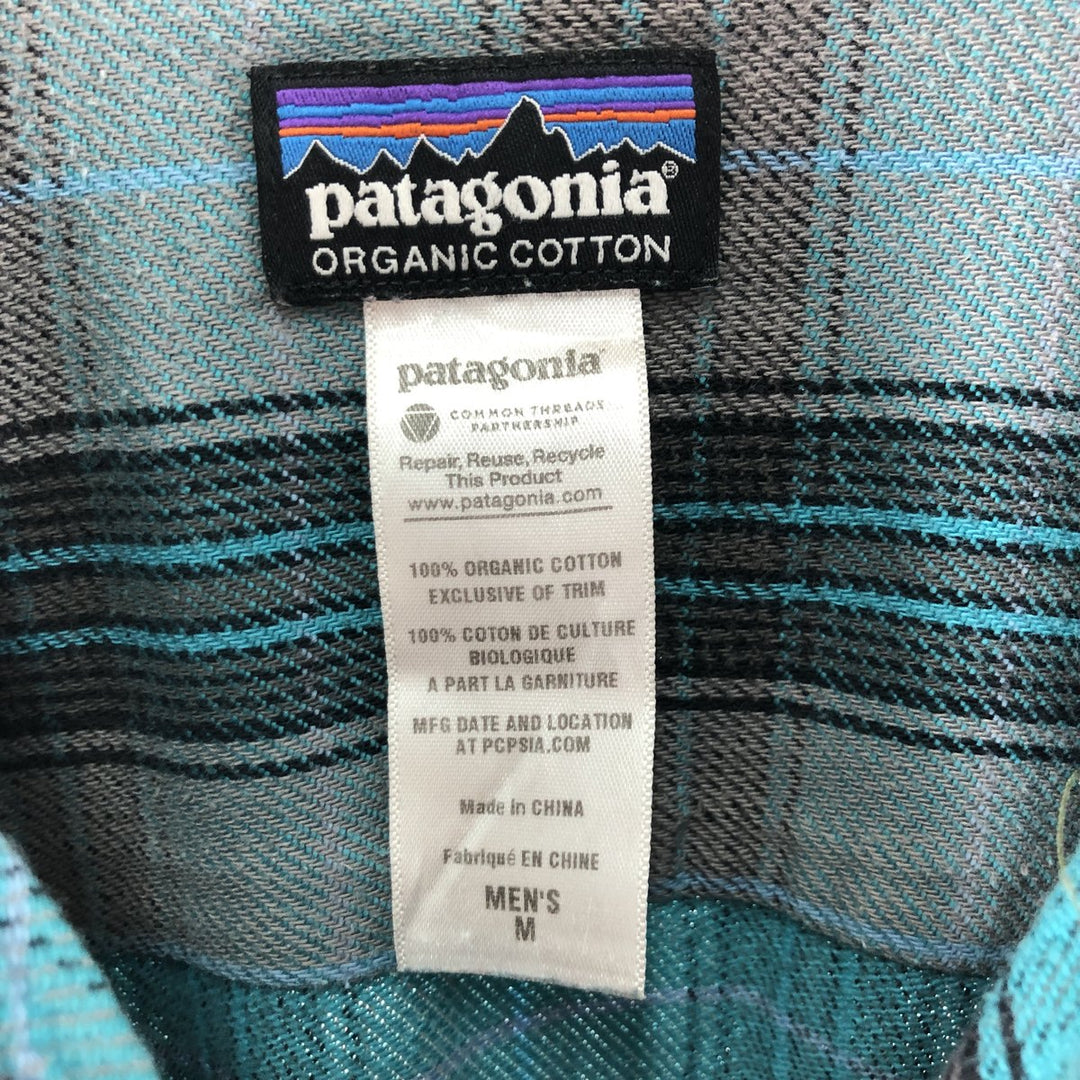 patagonia®
ORGANIC COTTON
patagonia
COMMON THREADS
PARTNERSHIP
Repair, Reuse, Recycle
This Product
www.patagonia.com
100% ORGANIC COTTON
EXCLUSIVE OF TRIM
100% COTON DE CULTURE
BIOLOGIQUE
A PART LA GARNITURE
MFG DATE AND LOCATION
AT PCPSIA.COM
Made in CHINA
Fabriqué EN CHINE
MEN'S
M